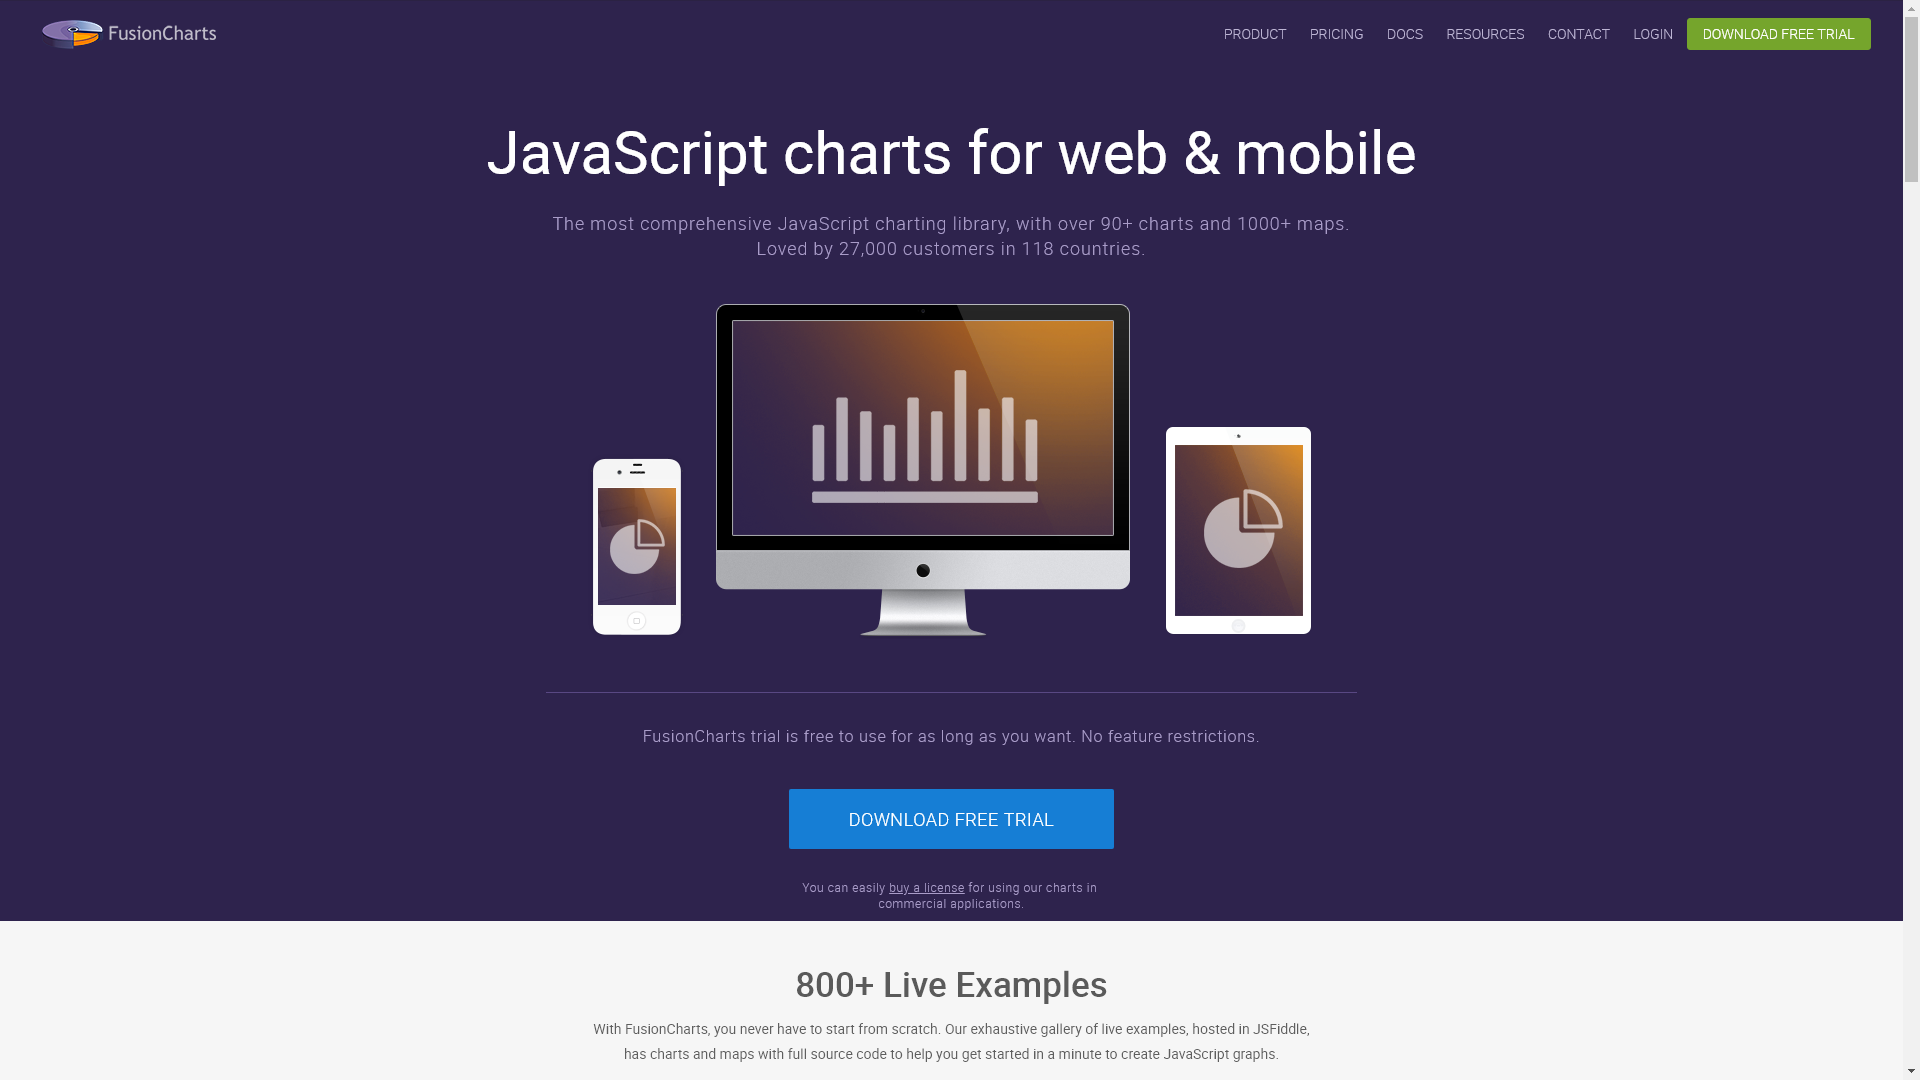 FusionCharts
PRODUCT PRICING DOCS RESOURCES CONTACT LOGIN DOWNLOAD FREE TRIAL
JavaScript charts for web & mobile
The most comprehensive JavaScript charting library, with over 90+ charts and 1000+ maps.
Loved by 27,000 customers in 118 countries.
FusionCharts trial is free to use for as long as you want. No feature restrictions.
DOWNLOAD FREE TRIAL
You can easily buy a license for using our charts in
commercial applications.
800+ Live Examples
With FusionCharts, you never have to start from scratch. Our exhaustive gallery of live examples, hosted in JSFiddle,
has charts and maps with full source code to help you get started in a minute to create JavaScript graphs.